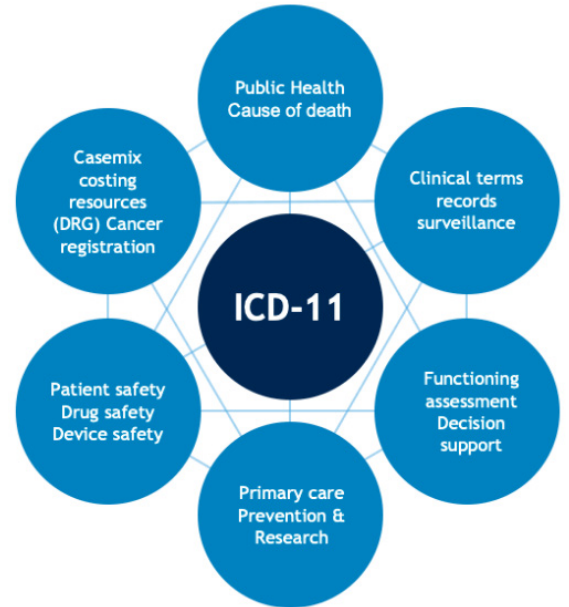 Public Health
Cause of death
Casemix
costing
resources
(DRG) Cancer
registration
Clinical terms
records
surveillance
ICD-11
Patient safety
Drug safety
Device safety
Functioning
assessment
Decision
support
Primary care
Prevention &
Research